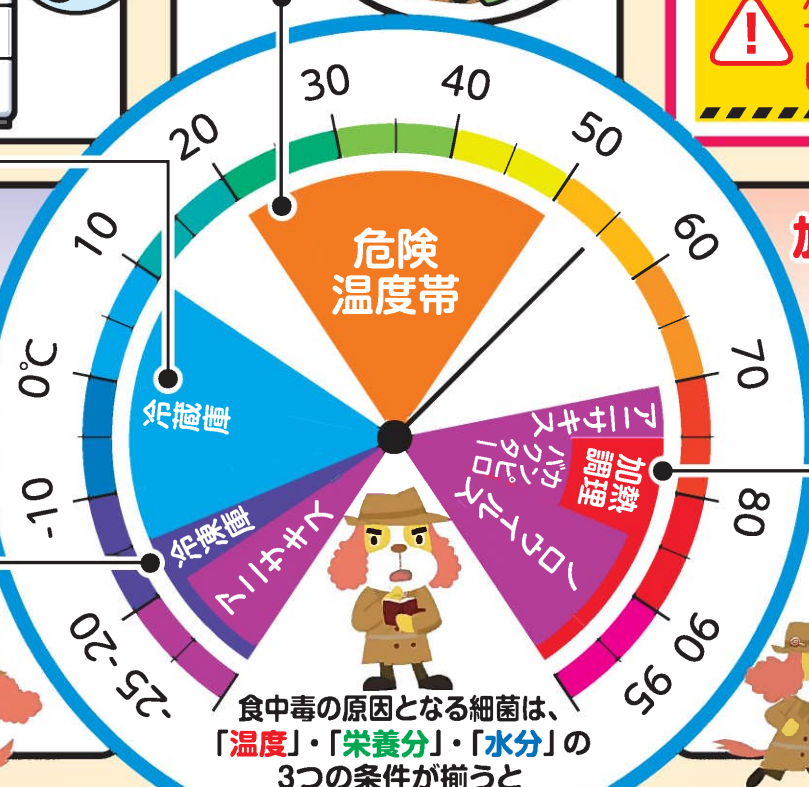 30
40
20
50
10
60
0℃
70
-10
80
-20
90
-25
95
危険
温度帯
冷蔵庫
冷凍庫
アニサキス
アニサキス
カンピロ
バクター
加熱
調理
ノロウイルス
食中毒の原因となる細菌は、
「温度」・「栄養分」・「水分」の
3つの条件が揃うと